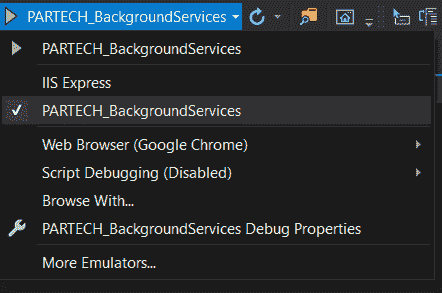 PARTECH_BackgroundServices
PARTECH_BackgroundServices
IIS Express
PARTECH_BackgroundServices
Web Browser (Google Chrome)
Script Debugging (Disabled)
Browse With...
PARTECH_BackgroundServices Debug Properties
More Emulators...